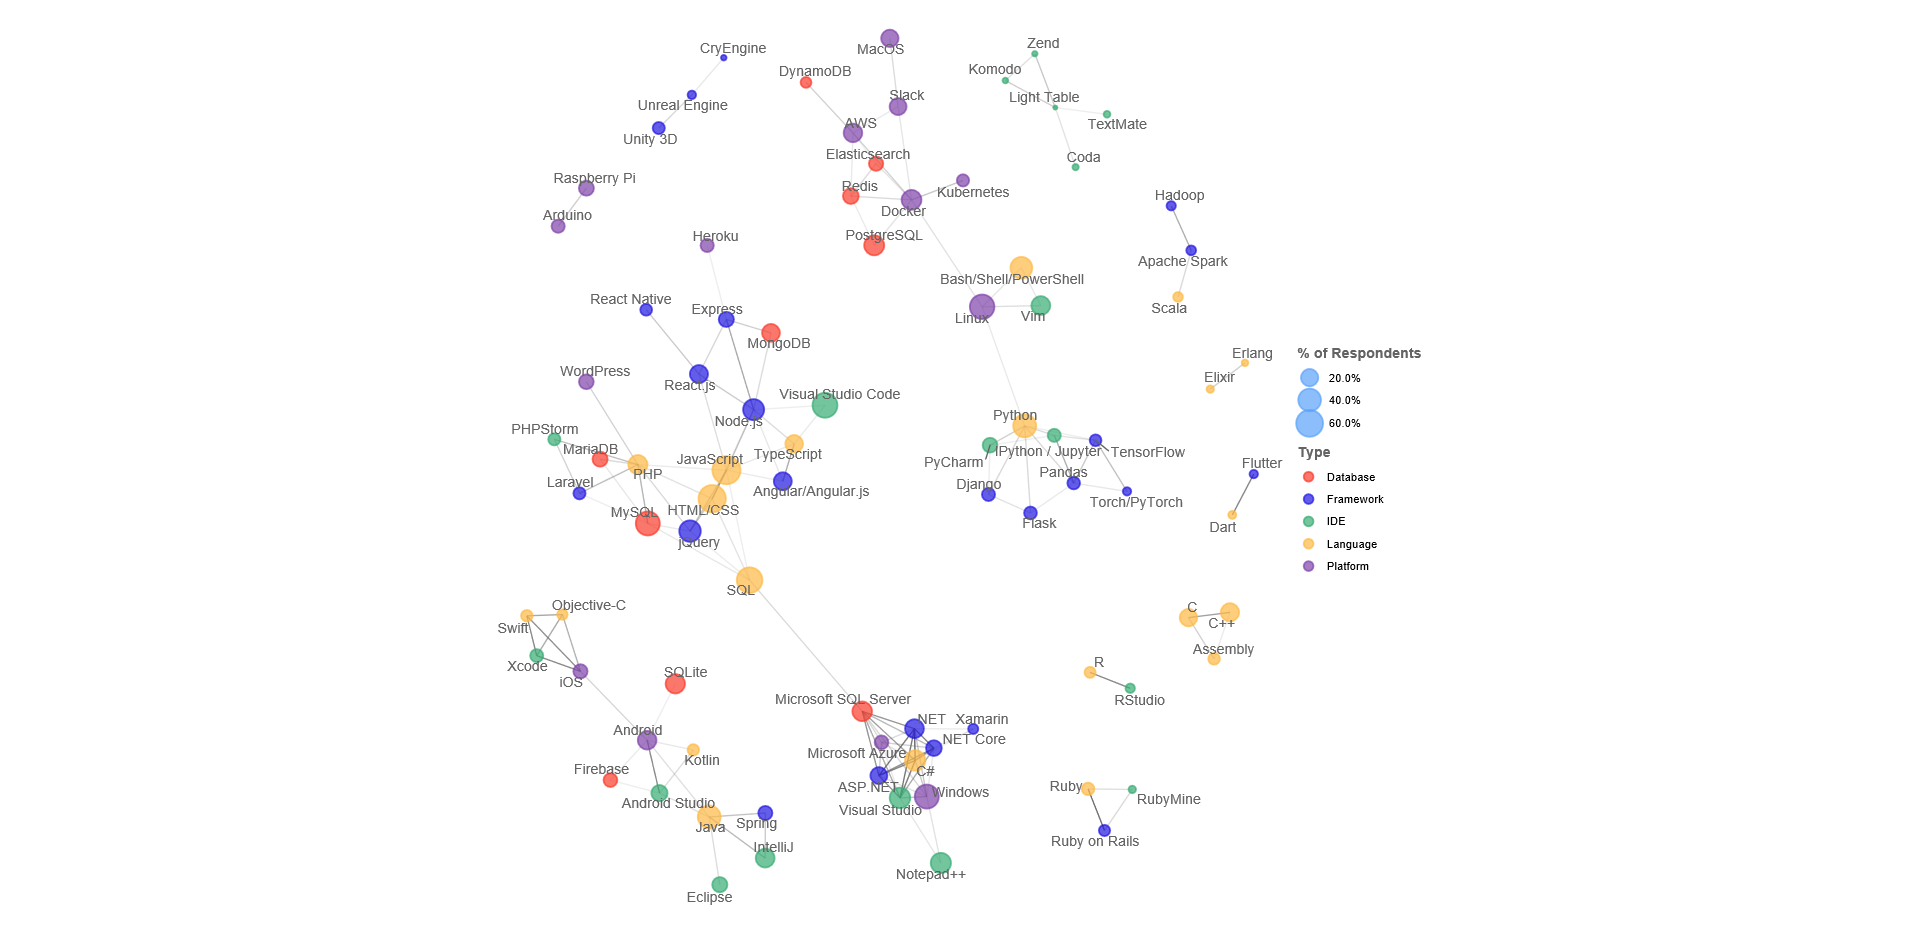 MacOS
Zend
CryEngine
DynamoDB
Komodo
Slack
Light Table
Unreal Engine
AWS
TextMate
Unity 3D
Elasticsearch
Coda
Raspberry Pi
Redis
Kubernetes
Hadoop
Arduino
Docker
Heroku
PostgreSQL
Apache Spark
Bash/Shell/PowerShell
React Native
Express
Linux
Vim
Scala
MongoDB
Erlang
% of Respondents
WordPress
React.js
Elixir
20.0%
Visual Studio Code
40.0%
Node.js
Python
60.0%
PHPStorm
MariaDB
JavaScript
TypeScript
IPython / Jupyter
TensorFlow
Type
PHP
PyCharm
Flutter
Laravel
Angular/Angular.js
Django
Pandas
Database
MySQL
HTML/CSS
Torch/PyTorch
Framework
jQuery
Flask
Dart
IDE
Language
Platform
SQL
Objective-C
C
Swift
C++
Xcode
Assembly
iOS
SQLite
R
Microsoft SQL Server
RStudio
Android
.NET
Xamarin
.NET Core
Kotlin
Microsoft Azure
Firebase
C#
Android Studio
ASP.NET
Windows
Ruby
RubyMine
Java
Spring
Visual Studio
IntelliJ
Ruby on Rails
Eclipse
Notepad++